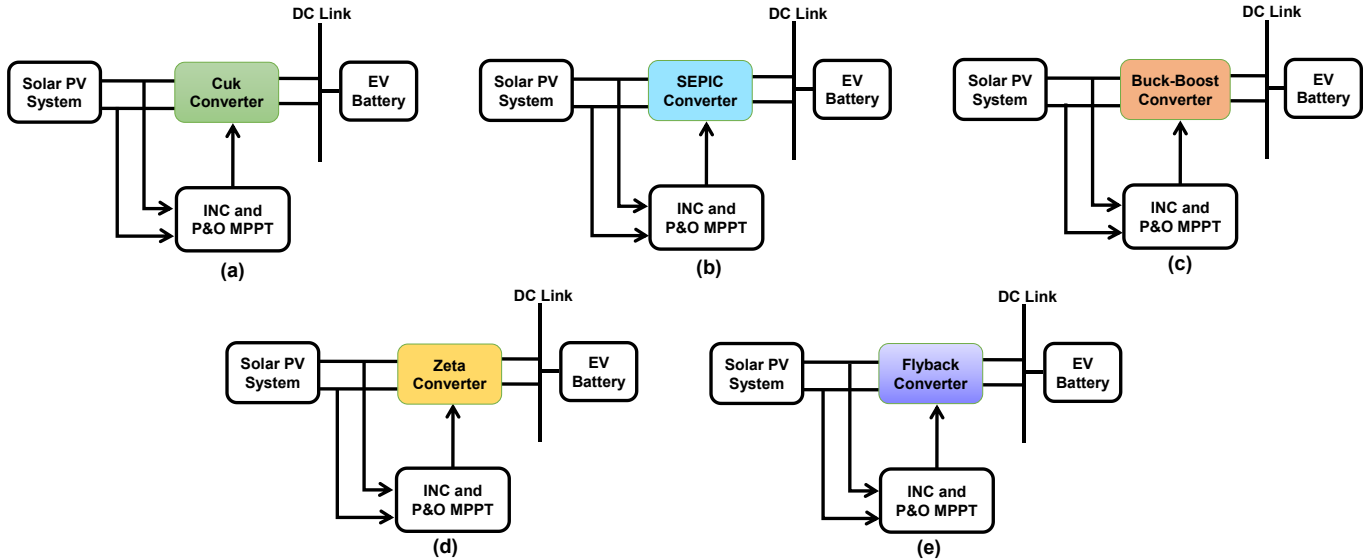 DC Link
Solar PV
System
Cuk
Converter
EV
Battery
INC and
P&O MPPT
(a)
DC Link
Solar PV
System
SEPIC
Converter
EV
Battery
INC and
P&O MPPT
(b)
DC Link
Solar PV
System
Buck-Boost
Converter
EV
Battery
INC and
P&O MPPT
(c)
DC Link
Solar PV
System
Zeta
Converter
EV
Battery
INC and
P&O MPPT
(d)
DC Link
Solar PV
System
Flyback
Converter
EV
Battery
INC and
P&O MPPT
(e)